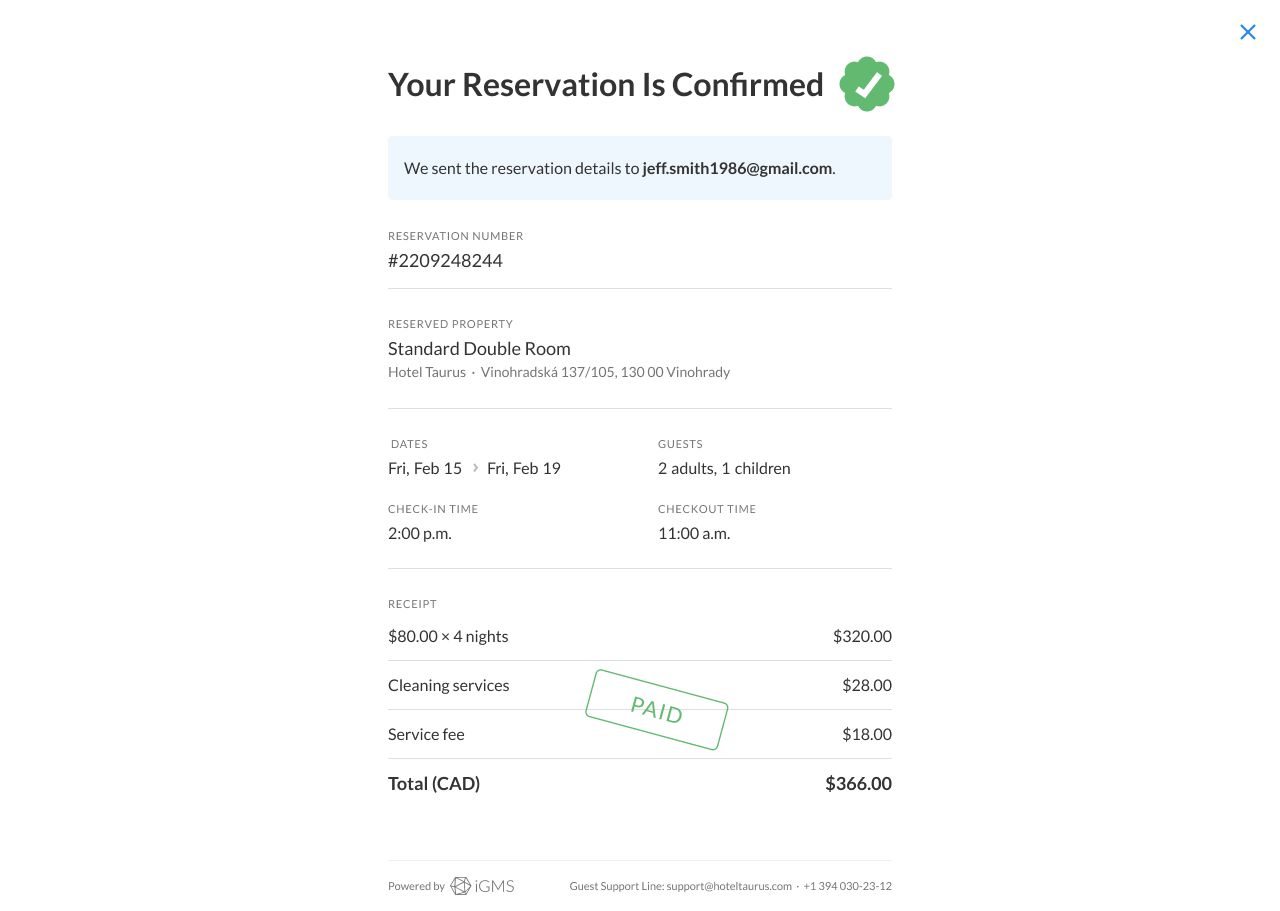 Your Reservation Is Confirmed
We sent the reservation details to jeff.smith1986@gmail.com.
RESERVATION NUMBER
#2209248244
RESERVED PROPERTY
Standard Double Room
Hotel Taurus · Vinohradská 137/105, 130 00 Vinohrady
DATES GUESTS
Fri, Feb 15 › Fri, Feb 19 2 adults, 1 children
CHECK-IN TIME CHECKOUT TIME
2:00 p.m. 11:00 a.m.
RECEIPT
$80.00 × 4 nights $320.00
Cleaning services $28.00
PAID
Service fee $18.00
Total (CAD) $366.00
Powered by iGMS Guest Support Line: support@hoteltaurus.com · +1 394 030-23-12